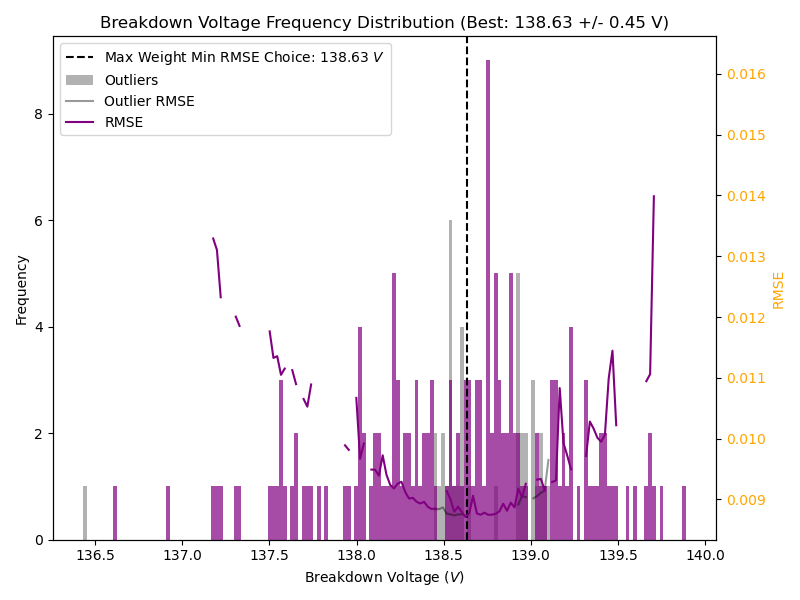 Breakdown Voltage Frequency Distribution (Best: 138.63 +/- 0.45 V)
Max Weight Min RMSE Choice: 138.63 V
Outliers
Outlier RMSE
RMSE
Frequency
8
6
4
2
0
0.016
0.015
0.014
0.013
0.012
0.011
0.010
0.009
RMSE
136.5 137.0 137.5 138.0 138.5 139.0 139.5 140.0
Breakdown Voltage (V)